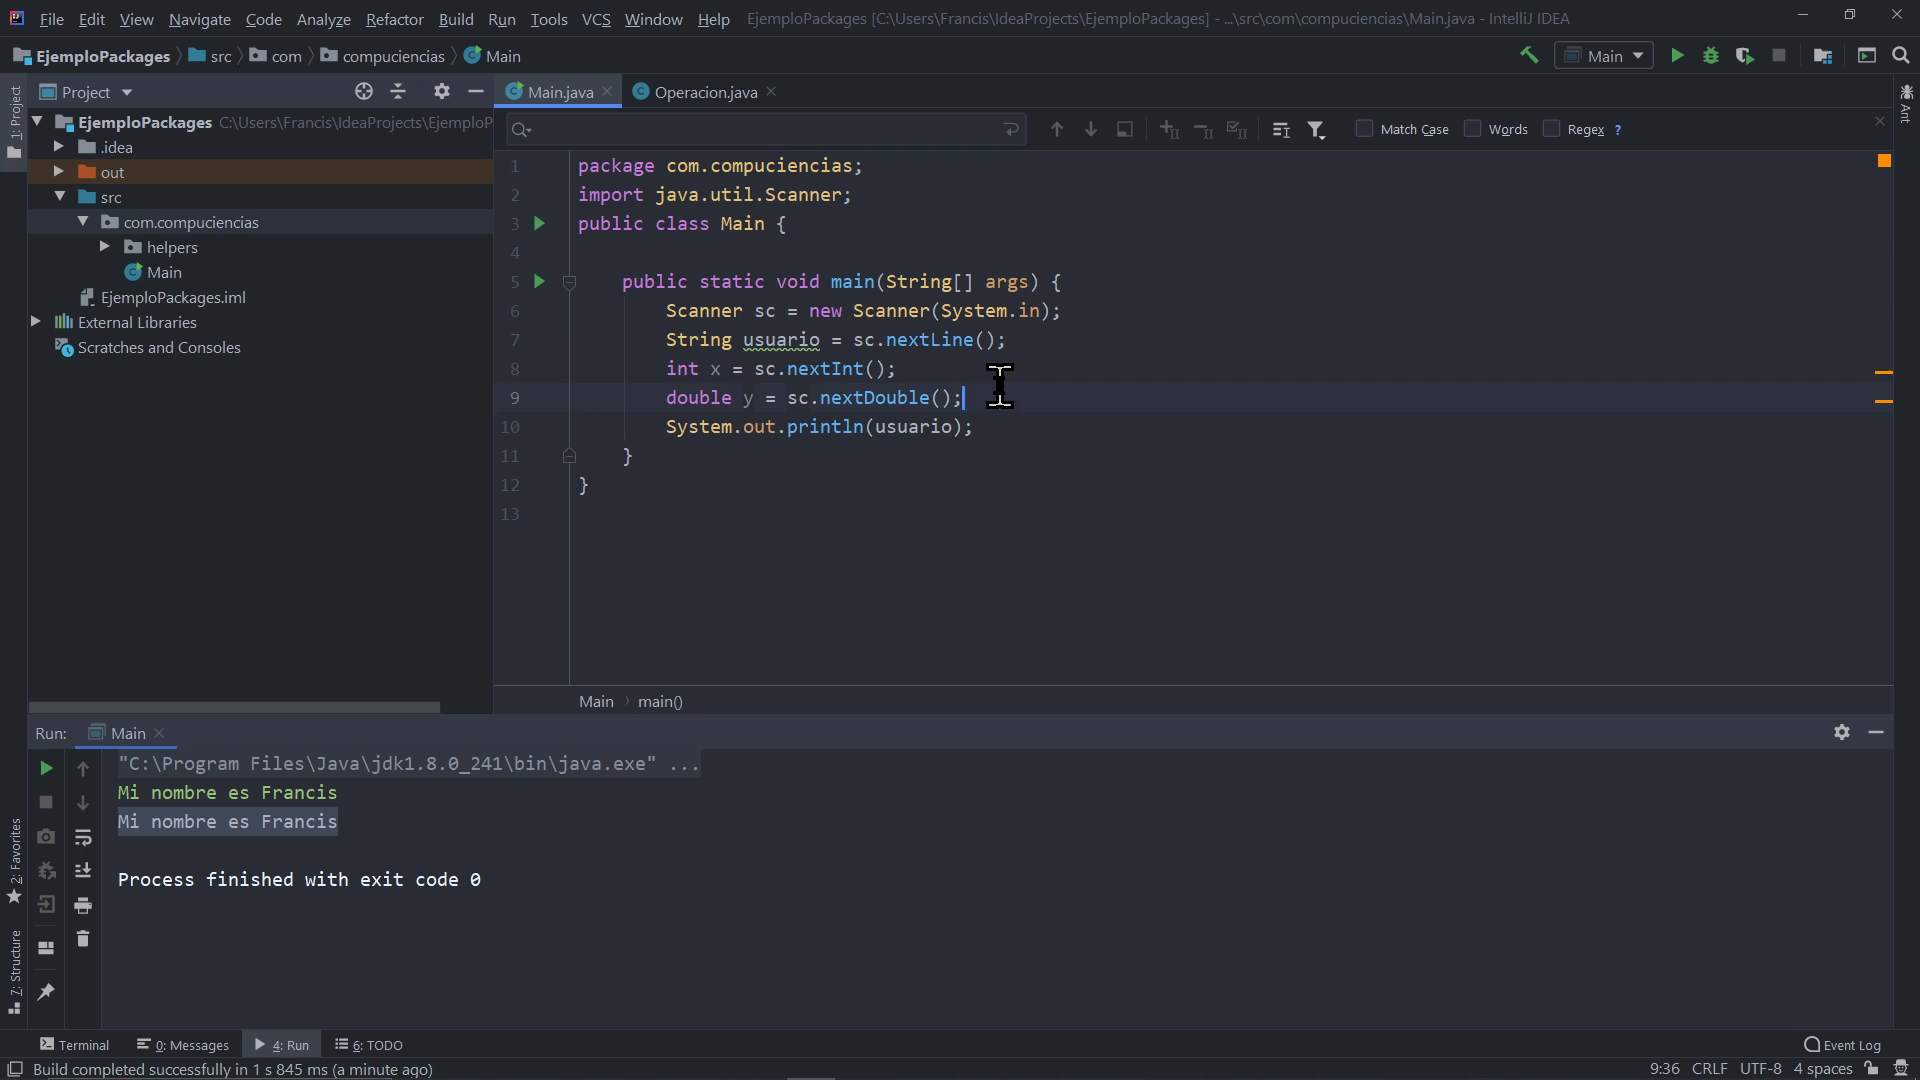 File Edit View Navigate Code Analyze Refactor Build Run Tools VCS Window Help EjemploPackages [C:\Users\Francis\IdeaProjects\EjemploPackages] - ...\src\com\compuciencias\Main.java - IntelliJ IDEA
EjemploPackages src com compuciencias Main
Main
Project
Main.java
Operacion.java
1: Project
Ant
EjemploPackages C:\Users\Francis\IdeaProjects\EjemploP
.idea
out
src
com.compuciencias
helpers
Main
EjemploPackages.iml
External Libraries
Scratches and Consoles
Match Case
Words
Regex ?
1 package com.compuciencias;
2 import java.util.Scanner;
3 public class Main {
4
5 public static void main(String[] args) {
6 Scanner sc = new Scanner(System.in);
7 String usuario = sc.nextLine();
8 int x = sc.nextInt();
9 double y = sc.nextDouble();
10 System.out.println(usuario);
11 }
12 }
13
Main main()
Run: Main
"C:\Program Files\Java\jdk1.8.0_241\bin\java.exe" ...
Mi nombre es Francis
Mi nombre es Francis
Process finished with exit code 0
2: Favorites
7: Structure
Terminal
0: Messages
4: Run
6: TODO
Event Log
Build completed successfully in 1 s 845 ms (a minute ago)
9:36 CRLF UTF-8 4 spaces